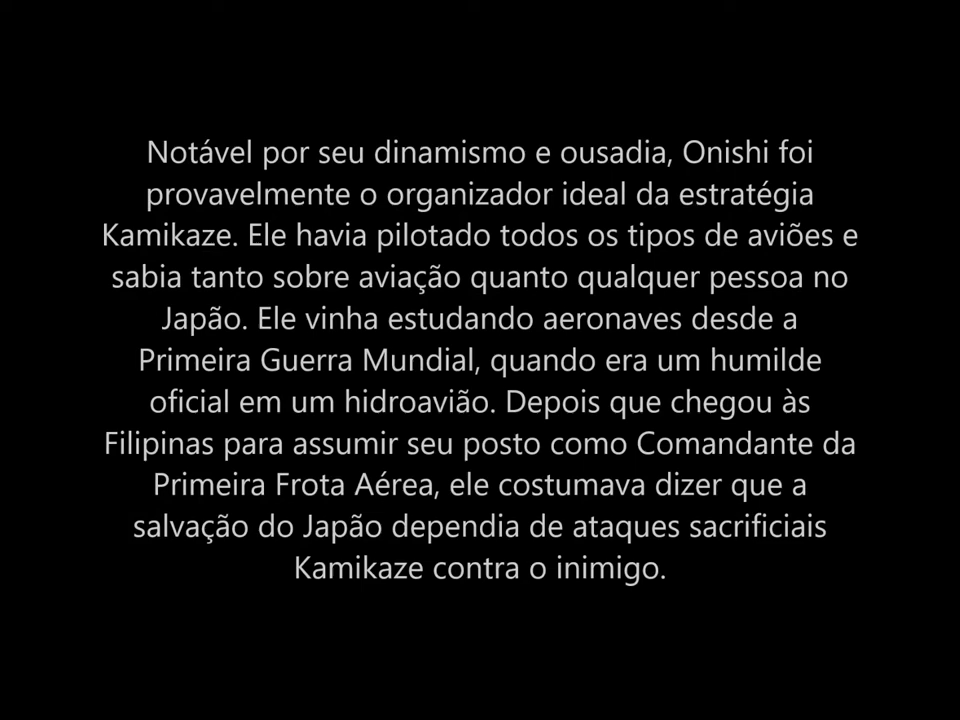 Notável por seu dinamismo e ousadia, Onishi foi
provavelmente o organizador ideal da estratégia
Kamikaze. Ele havia pilotado todos os tipos de aviões e
sabia tanto sobre aviação quanto qualquer pessoa no
Japão. Ele vinha estudando aeronaves desde a
Primeira Guerra Mundial, quando era um humilde
oficial em um hidroavião. Depois que chegou às
Filipinas para assumir seu posto como Comandante da
Primeira Frota Aérea, ele costumava dizer que a
salvação do Japão dependia de ataques sacrificiais
Kamikaze contra o inimigo.